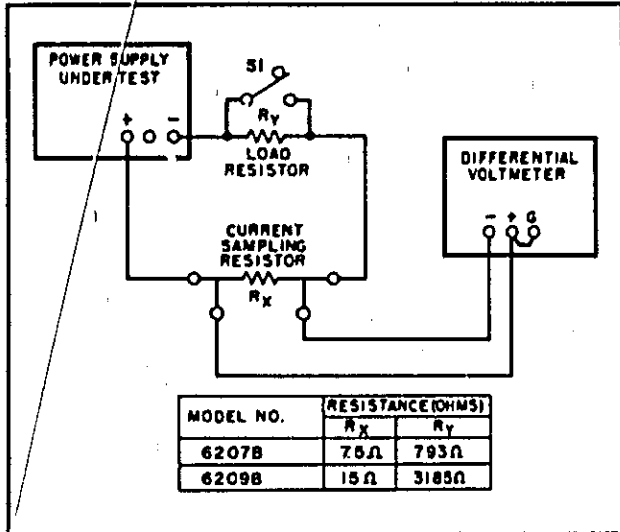 POWER SUPPLY
UNDER TEST
+ -
S1
RY
LOAD
RESISTOR
DIFFERENTIAL
VOLTMETER
- + G
CURRENT
SAMPLING
RESISTOR
RX
MODEL NO. RESISTANCE (OHMS)
RX RY
6207B 7.5Ω 793Ω
6209B 15Ω 3185Ω